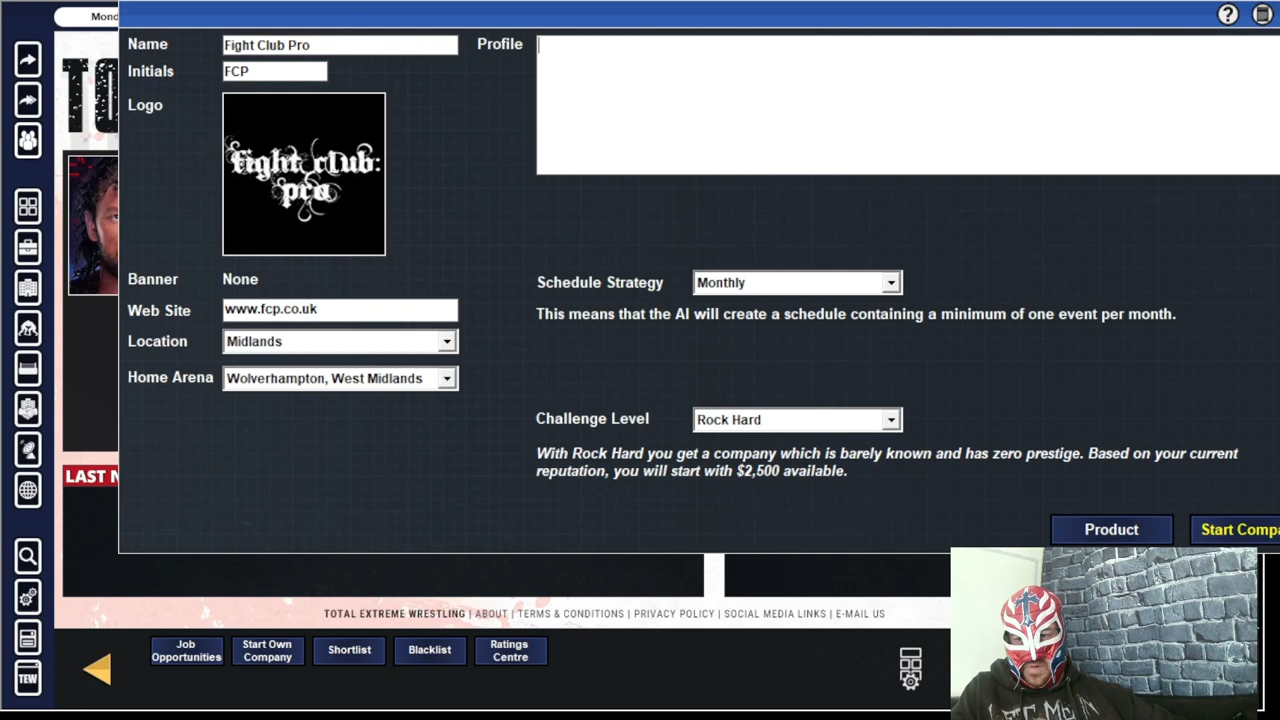 Mond
Name
Fight Club Pro
Profile
Initials
FCP
Logo
fight club:
pro
Banner
None
Web Site
www.fcp.co.uk
Location
Midlands
Home Arena
Wolverhampton, West Midlands
Schedule Strategy
Monthly
This means that the AI will create a schedule containing a minimum of one event per month.
Challenge Level
Rock Hard
With Rock Hard you get a company which is barely known and has zero prestige. Based on your current
reputation, you will start with $2,500 available.
Product
Start Compa
TO
LAST N
TOTAL EXTREME WRESTLING | ABOUT | TERMS & CONDITIONS | PRIVACY POLICY | SOCIAL MEDIA LINKS | E-MAIL US
Job
Opportunities
Start Own
Company
Shortlist
Blacklist
Ratings
Centre
TEW